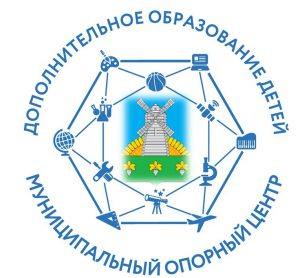 ДОПОЛНИТЕЛЬНОЕ ОБРАЗОВАНИЕ ДЕТЕЙ
МУНИЦИПАЛЬНЫЙ ОПОРНЫЙ ЦЕНТР